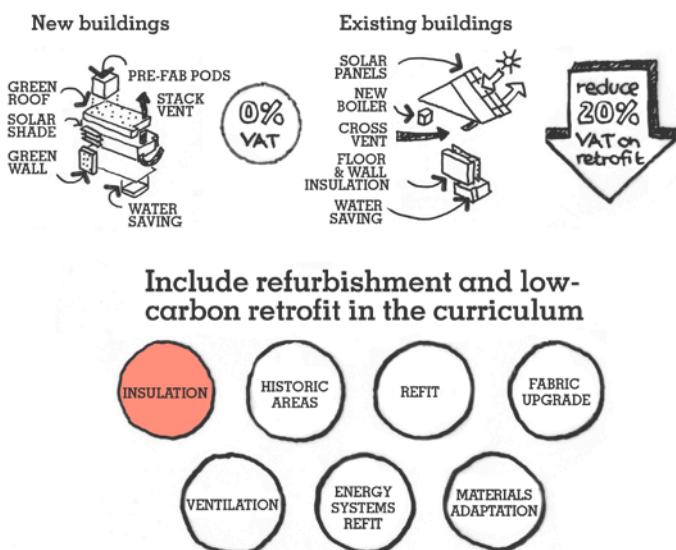 New buildings
PRE-FAB PODS
GREEN
ROOF
STACK
VENT
SOLAR
SHADE
GREEN
WALL
WATER
SAVING
0%
VAT
Existing buildings
SOLAR
PANELS
NEW
BOILER
CROSS
VENT
FLOOR
& WALL
INSULATION
WATER
SAVING
reduce
20%
VAT on
retrofit
Include refurbishment and low-
carbon retrofit in the curriculum
INSULATION
HISTORIC
AREAS
REFIT
FABRIC
UPGRADE
VENTILATION
ENERGY
SYSTEMS
REFIT
MATERIALS
ADAPTATION